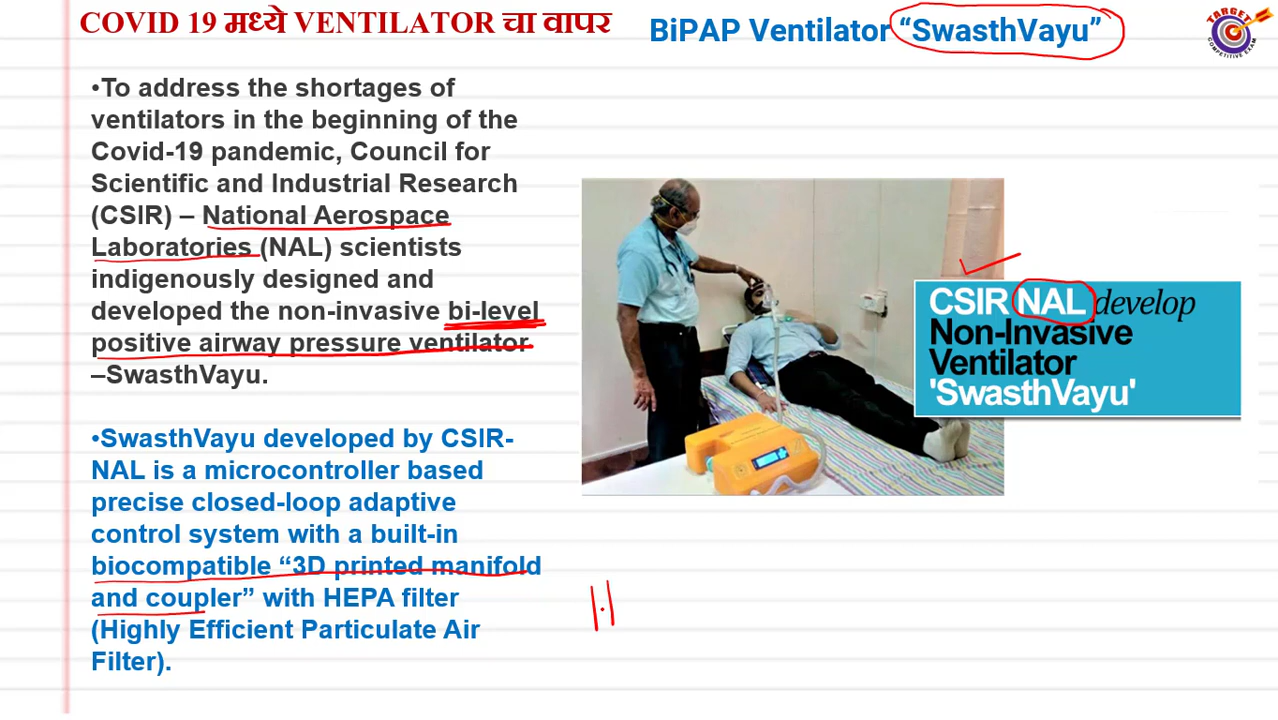 COVID 19 मध्ये VENTILATOR चा वापर
BiPAP Ventilator “SwasthVayu”
TARGET
COMPETITIVE EXAM
•To address the shortages of
ventilators in the beginning of the
Covid-19 pandemic, Council for
Scientific and Industrial Research
(CSIR) – National Aerospace
Laboratories (NAL) scientists
indigenously designed and
developed the non-invasive bi-level
positive airway pressure ventilator
–SwasthVayu.
•SwasthVayu developed by CSIR-
NAL is a microcontroller based
precise closed-loop adaptive
control system with a built-in
biocompatible “3D printed manifold
and coupler” with HEPA filter
(Highly Efficient Particulate Air
Filter).
CSIR NAL develop
Non-Invasive
Ventilator
'SwasthVayu'